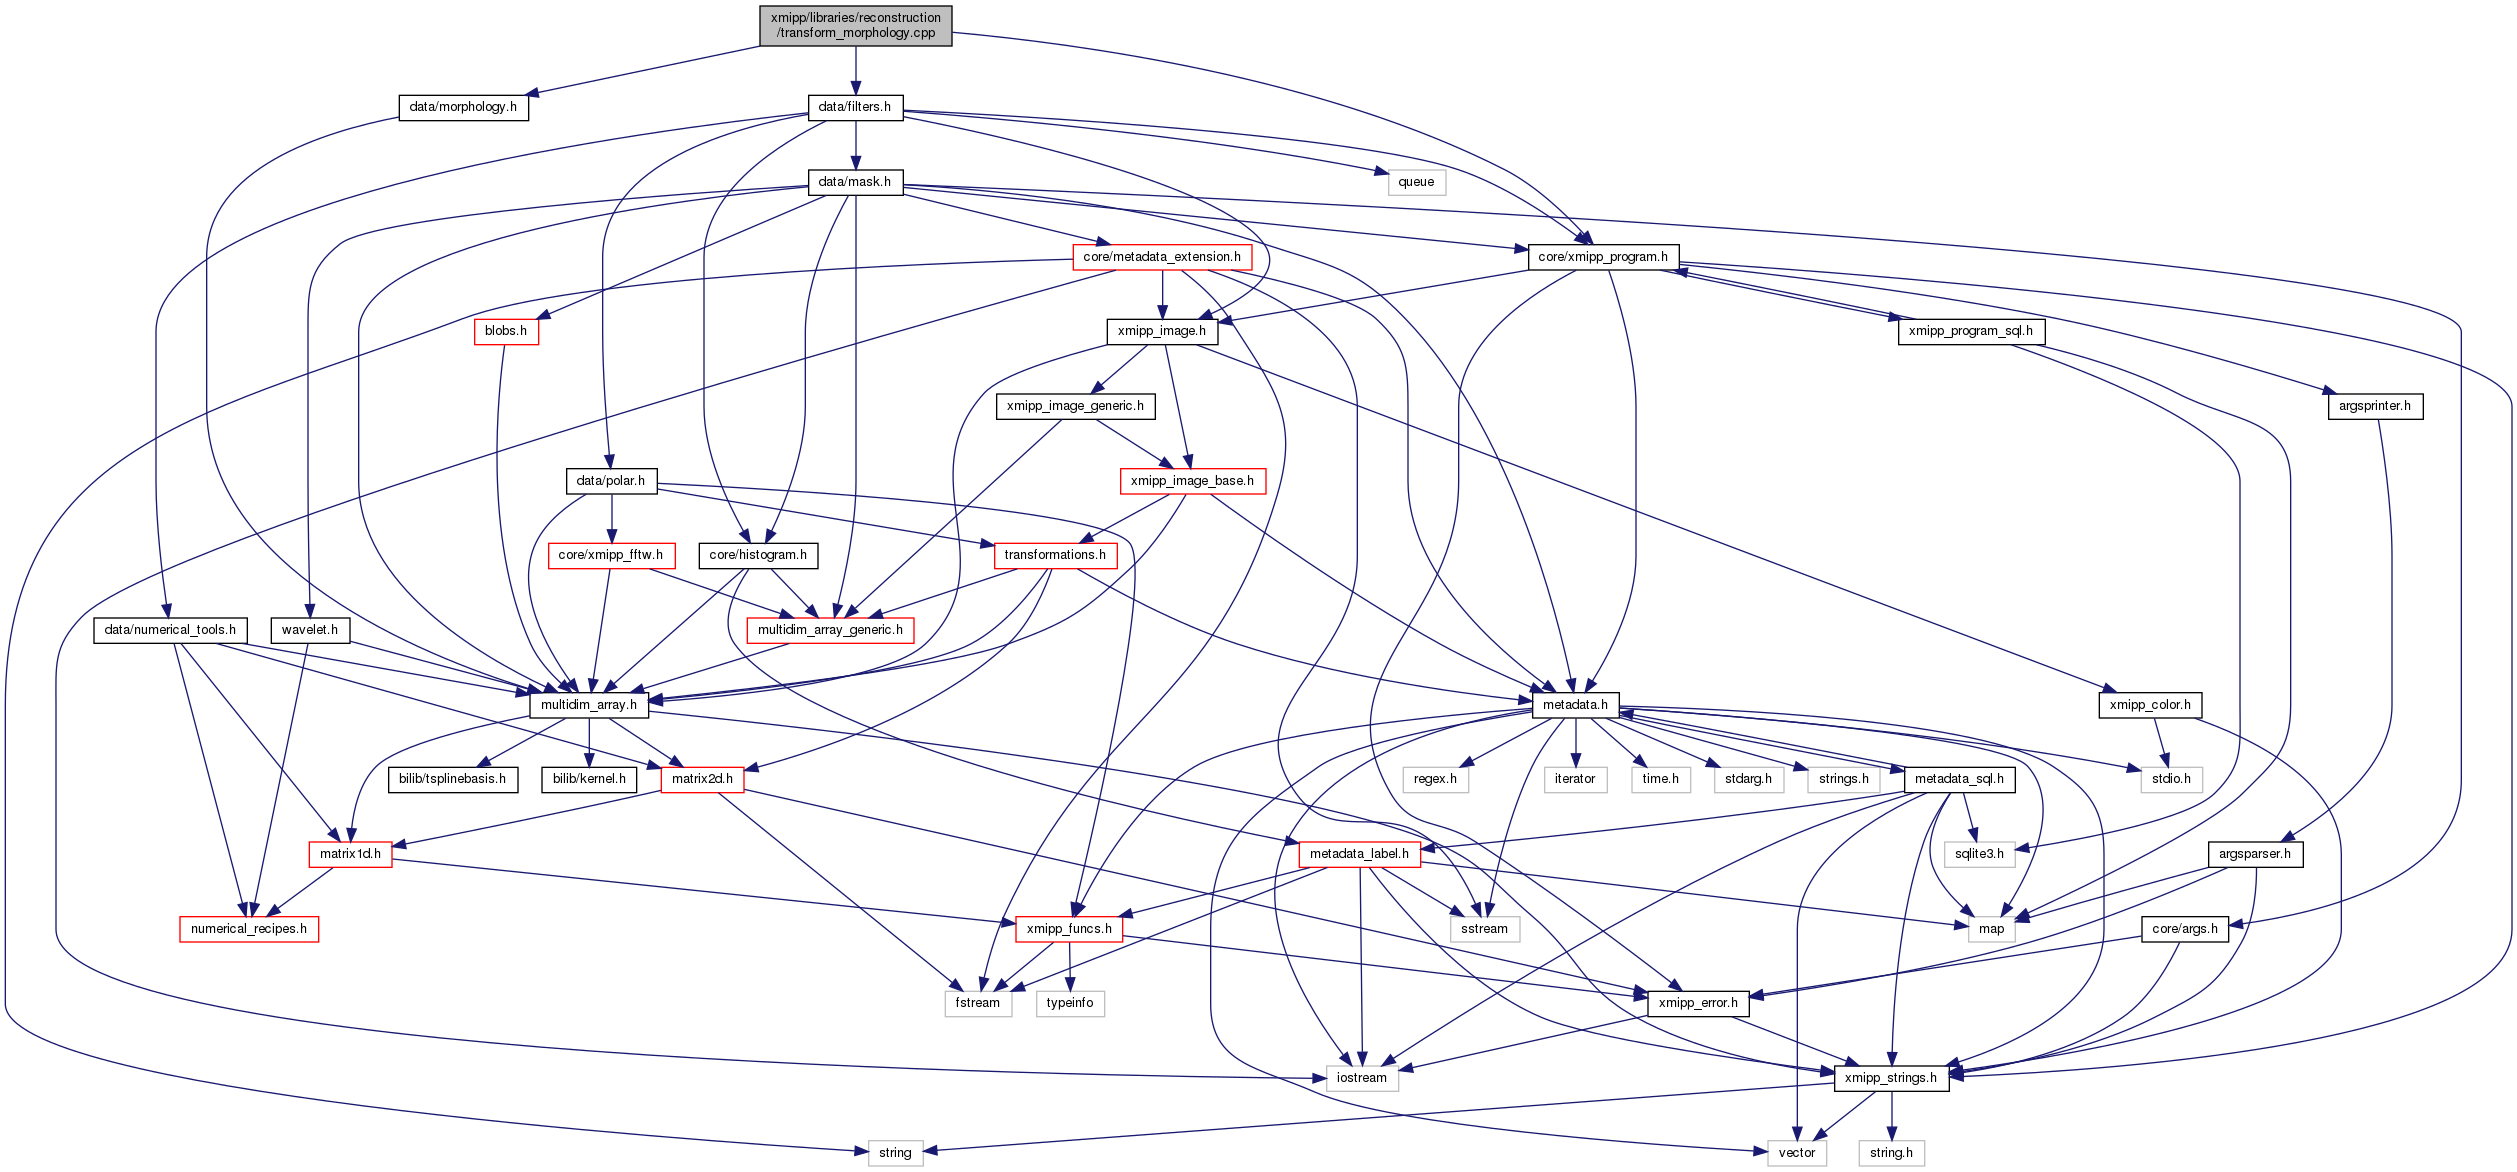 xmipp/libraries/reconstruction
/transform_morphology.cpp
data/morphology.h
data/filters.h
data/mask.h
queue
core/metadata_extension.h
core/xmipp_program.h
blobs.h
xmipp_image.h
xmipp_program_sql.h
xmipp_image_generic.h
argsprinter.h
data/polar.h
xmipp_image_base.h
core/xmipp_fftw.h
core/histogram.h
transformations.h
data/numerical_tools.h
wavelet.h
multidim_array_generic.h
multidim_array.h
metadata.h
xmipp_color.h
bilib/tsplinebasis.h
bilib/kernel.h
matrix2d.h
regex.h
iterator
time.h
stdarg.h
strings.h
metadata_sql.h
stdio.h
matrix1d.h
metadata_label.h
sqlite3.h
argsparser.h
numerical_recipes.h
xmipp_funcs.h
sstream
map
core/args.h
fstream
typeinfo
xmipp_error.h
iostream
xmipp_strings.h
string
vector
string.h